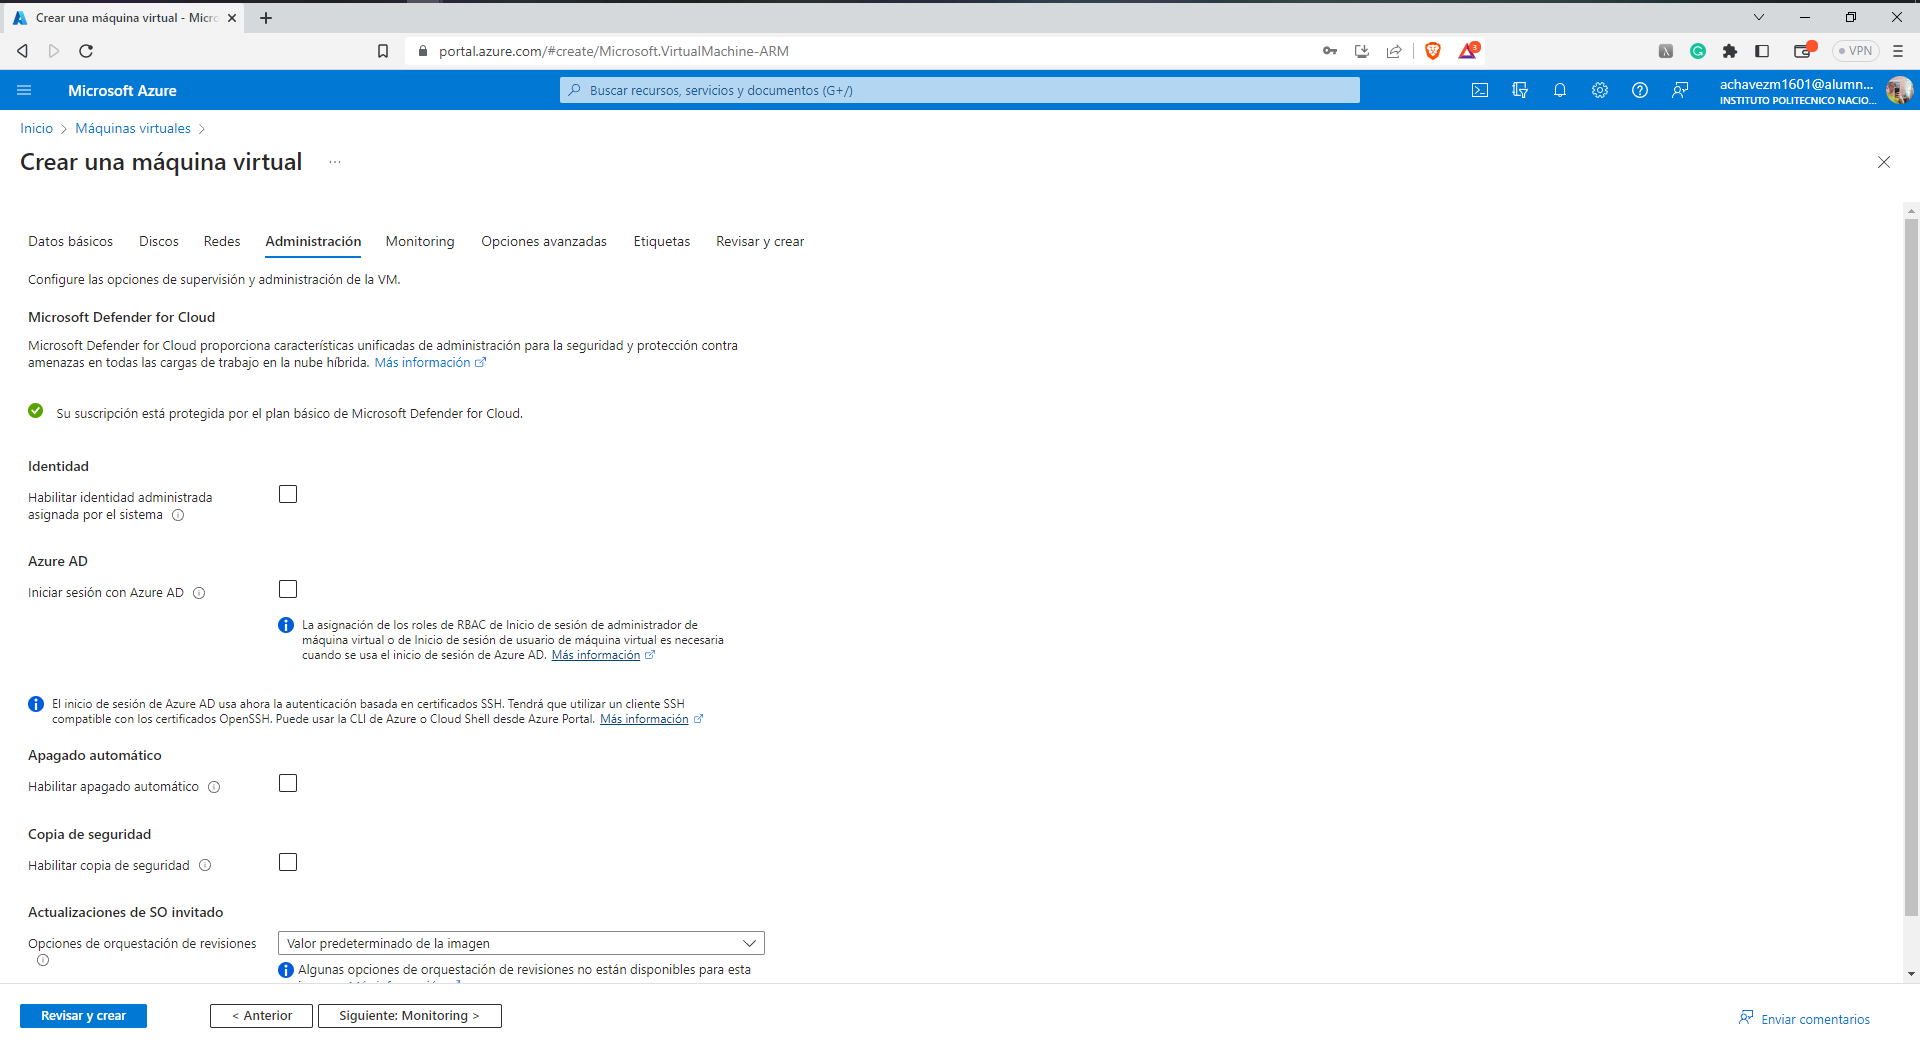 Crear una máquina virtual - Micro
portal.azure.com/#create/Microsoft.VirtualMachine-ARM
3
VPN
Microsoft Azure
Buscar recursos, servicios y documentos (G+/)
achavezm1601@alumn...
INSTITUTO POLITECNICO NACIO...
Inicio > Máquinas virtuales >
Crear una máquina virtual ...
Datos básicos Discos Redes Administración Monitoring Opciones avanzadas Etiquetas Revisar y crear
Configure las opciones de supervisión y administración de la VM.
Microsoft Defender for Cloud
Microsoft Defender for Cloud proporciona características unificadas de administración para la seguridad y protección contra
amenazas en todas las cargas de trabajo en la nube híbrida. Más información
Su suscripción está protegida por el plan básico de Microsoft Defender for Cloud.
Identidad
Habilitar identidad administrada
asignada por el sistema
Azure AD
Iniciar sesión con Azure AD
La asignación de los roles de RBAC de Inicio de sesión de administrador de
máquina virtual o de Inicio de sesión de usuario de máquina virtual es necesaria
cuando se usa el inicio de sesión de Azure AD. Más información
El inicio de sesión de Azure AD usa ahora la autenticación basada en certificados SSH. Tendrá que utilizar un cliente SSH
compatible con los certificados OpenSSH. Puede usar la CLI de Azure o Cloud Shell desde Azure Portal. Más información
Apagado automático
Habilitar apagado automático
Copia de seguridad
Habilitar copia de seguridad
Actualizaciones de SO invitado
Opciones de orquestación de revisiones
Valor predeterminado de la imagen
Algunas opciones de orquestación de revisiones no están disponibles para esta
Revisar y crear
< Anterior
Siguiente: Monitoring >
Enviar comentarios